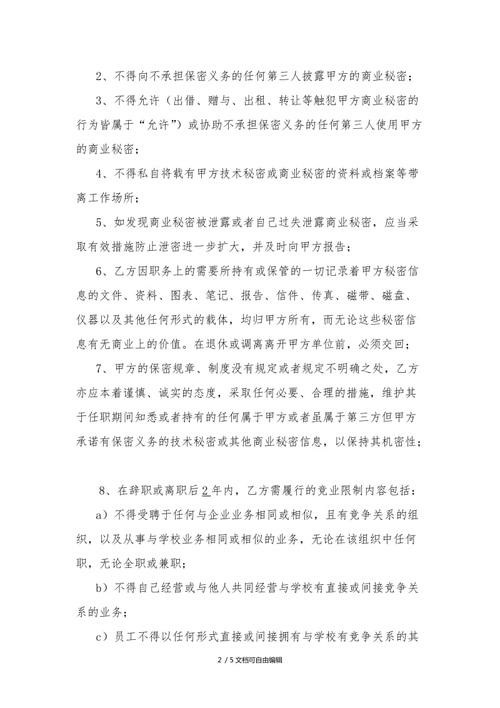 2、不得向不承担保密义务的任何第三人披露甲方的商业秘密；
3、不得允许（出借、赠与、出租、转让等触犯甲方商业秘密的
行为皆属于“允许”）或协助不承担保密义务的任何第三人使用甲方
的商业秘密；
4、不得私自将载有甲方技术秘密或商业秘密的资料或档案等带
离工作场所；
5、如发现商业秘密被泄露或者自己过失泄露商业秘密，应当采
取有效措施防止泄密进一步扩大，并及时向甲方报告；
6、乙方因职务上的需要所持有或保管的一切记录着甲方秘密信
息的文件、资料、图表、笔记、报告、信件、传真、磁带、磁盘、
仪器以及其他任何形式的载体，均归甲方所有，而无论这些秘密信
息有无商业上的价值。在退休或调离离开甲方单位前，必须交回；
7、甲方的保密规章、制度没有规定或者规定不明确之处，乙方
亦应本着谨慎、诚实的态度，采取任何必要、合理的措施，维护其
于任职期间知悉或者持有的任何属于甲方或者虽属于第三方但甲方
承诺有保密义务的技术秘密或其他商业秘密信息，以保持其机密性；
8、在辞职或离职后 2 年内，乙方需履行的竞业限制内容包括：
a）不得受聘于任何与企业业务相同或相似，且有竞争关系的组
织，以及从事与学校业务相同或相似的业务，无论在该组织中任何
职，无论全职或兼职；
b）不得自己经营或与他人共同经营与学校有直接或间接竞争关
系的业务；
c）员工不得以任何形式直接或间接拥有与学校有竞争关系的其
2 / 5文档可自由编辑